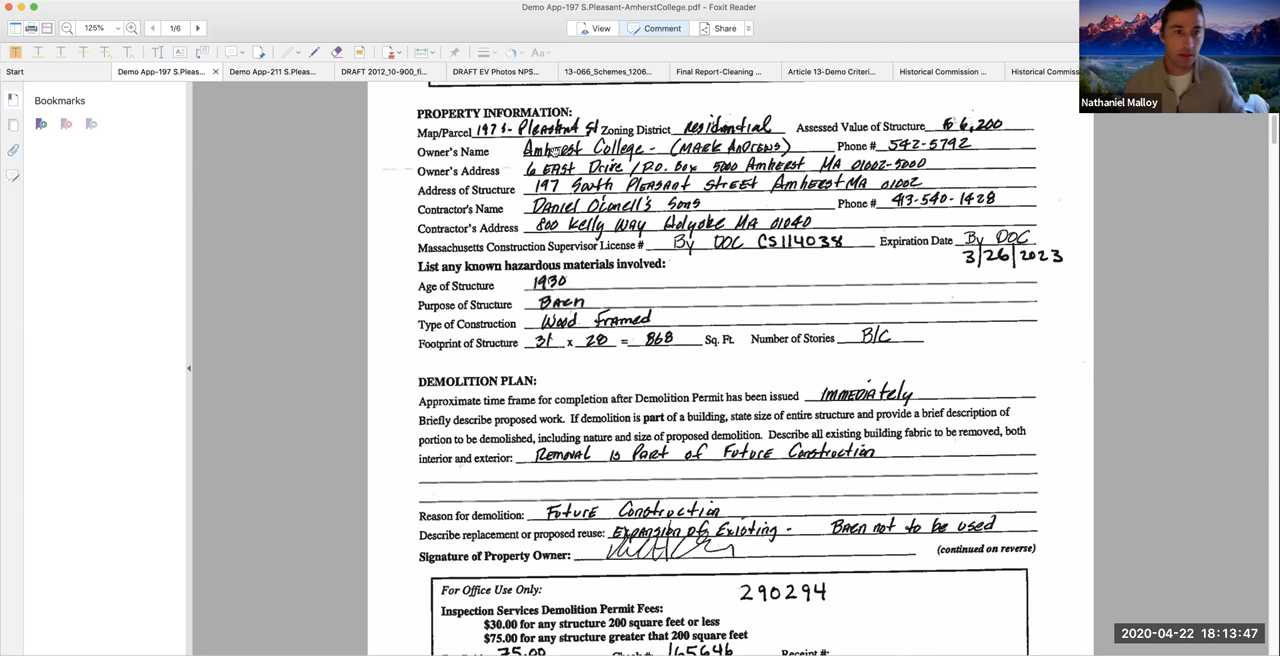 Demo App-197 S.Pleasant-AmherstCollege.pdf - Foxit Reader
125%
1/6
View
Comment
Share
Start
Demo App-197 S.Pleas... ×
Demo App-211 S.Pleas...
DRAFT 2012_10-900_fi...
DRAFT EV Photos NPS...
13-066_Schemes_1206...
Final Report-Cleaning ...
Article 13-Demo Criteri...
Historical Commission ...
Historical Commiss
Nathaniel Malloy
Bookmarks
PROPERTY INFORMATION:
Map/Parcel 197 S- Pleasant St Zoning District residential Assessed Value of Structure $ 6,200
Owner's Name Amherst College - (MARK ANDREWS) Phone # 542-5792
Owner's Address 6 EAST Drive / P.O. Box 5000 Amherst MA 01002-5000
Address of Structure 197 South PLEASANT STREET Amherst MA 01002
Contractor's Name DANIEL O'Conell's Sons Phone # 413-540-1428
Contractor's Address 800 Kelly WAY Holyoke MA 01040
Massachusetts Construction Supervisor License # By DOC CS114038 Expiration Date By DOC
3/26/2023
List any known hazardous materials involved:
Age of Structure 1930
Purpose of Structure BARN
Type of Construction Wood Framed
Footprint of Structure 31 x 28 = 868 Sq. Ft. Number of Stories B/C
DEMOLITION PLAN:
Approximate time frame for completion after Demolition Permit has been issued IMMEDIATELY
Briefly describe proposed work. If demolition is part of a building, state size of entire structure and provide a brief description of
portion to be demolished, including nature and size of proposed demolition. Describe all existing building fabric to be removed, both
interior and exterior: REMOVAL is PART of Future Construction
Reason for demolition: Future Construction
Describe replacement or proposed reuse: Expansion of Existing - BARN not to be used
Signature of Property Owner:
(continued on reverse)
For Office Use Only:
290294
Inspection Services Demolition Permit Fees:
$30.00 for any structure 200 square feet or less
$75.00 for any structure greater that 200 square feet
75.00 Check #: 165646 Receipt #:
2020-04-22 18:13:47